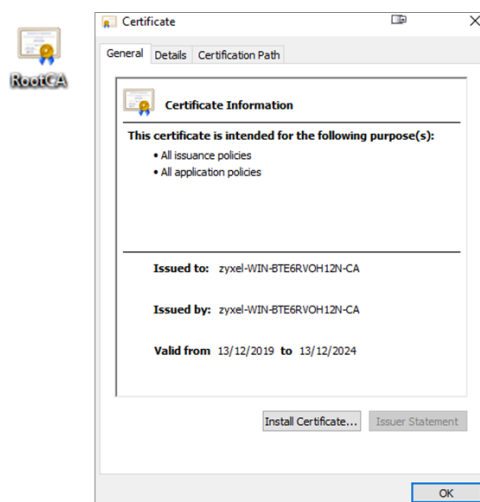 RootCA
Certificate
General Details Certification Path
Certificate Information
This certificate is intended for the following purpose(s):
• All issuance policies
• All application policies
Issued to: zyxel-WIN-BTE6RVOH12N-CA
Issued by: zyxel-WIN-BTE6RVOH12N-CA
Valid from 13/12/2019 to 13/12/2024
Install Certificate... Issuer Statement
OK